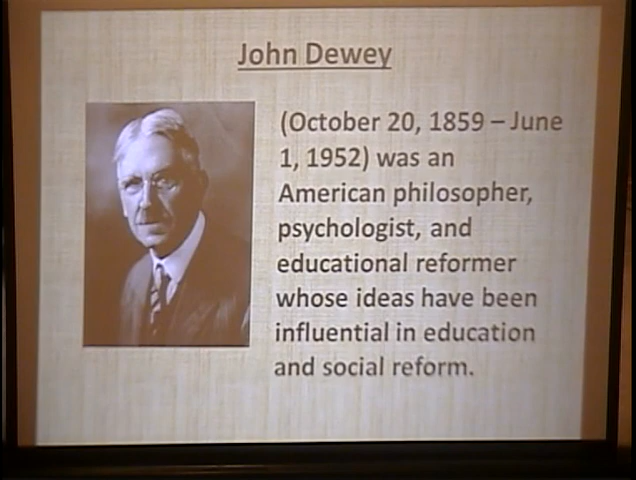 John Dewey
(October 20, 1859 – June
1, 1952) was an
American philosopher,
psychologist, and
educational reformer
whose ideas have been
influential in education
and social reform.